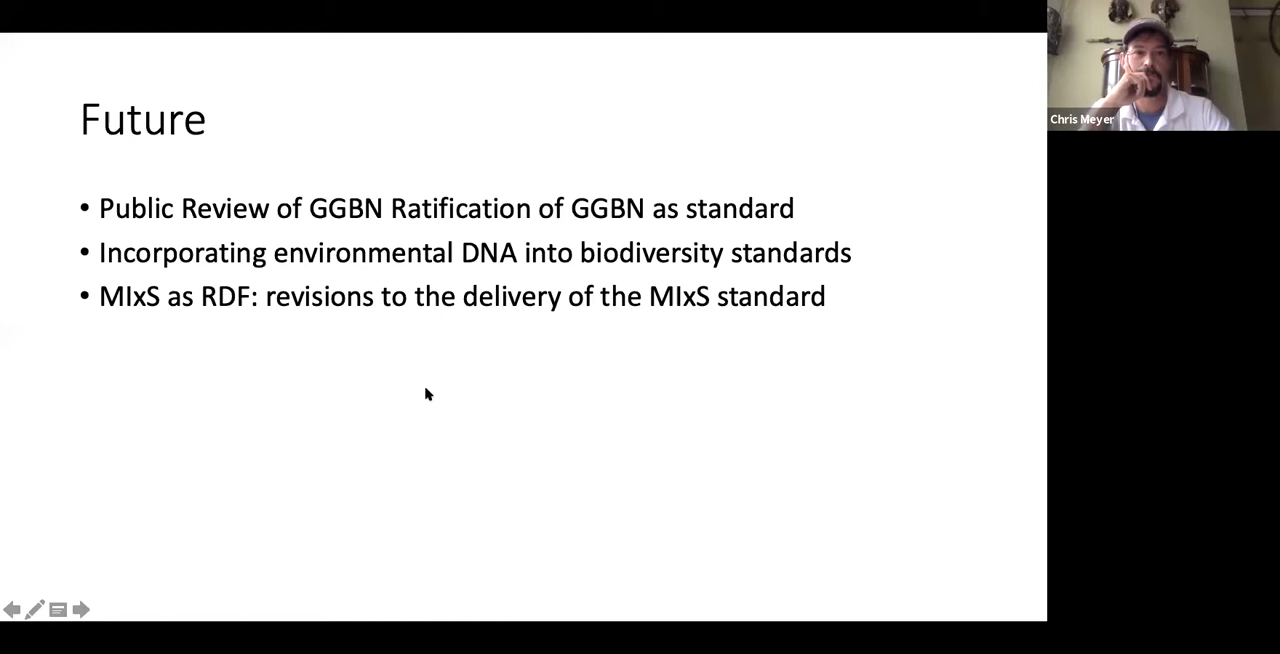 Future
• Public Review of GGBN Ratification of GGBN as standard
• Incorporating environmental DNA into biodiversity standards
• MIxS as RDF: revisions to the delivery of the MIxS standard
Chris Meyer